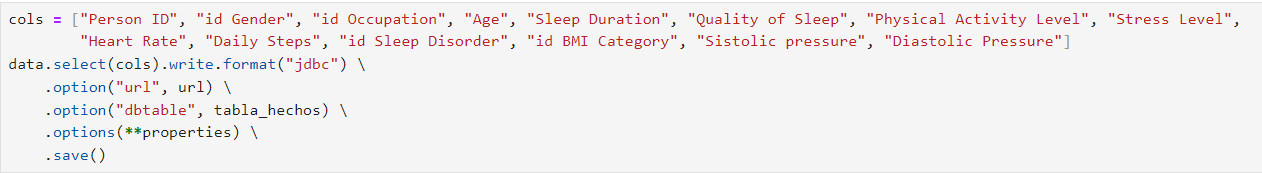 cols = ["Person ID", "id Gender", "id Occupation", "Age", "Sleep Duration", "Quality of Sleep", "Physical Activity Level", "Stress Level",
        "Heart Rate", "Daily Steps", "id Sleep Disorder", "id BMI Category", "Sistolic pressure", "Diastolic Pressure"]
data.select(cols).write.format("jdbc") \
    .option("url", url) \
    .option("dbtable", tabla_hechos) \
    .options(**properties) \
    .save()